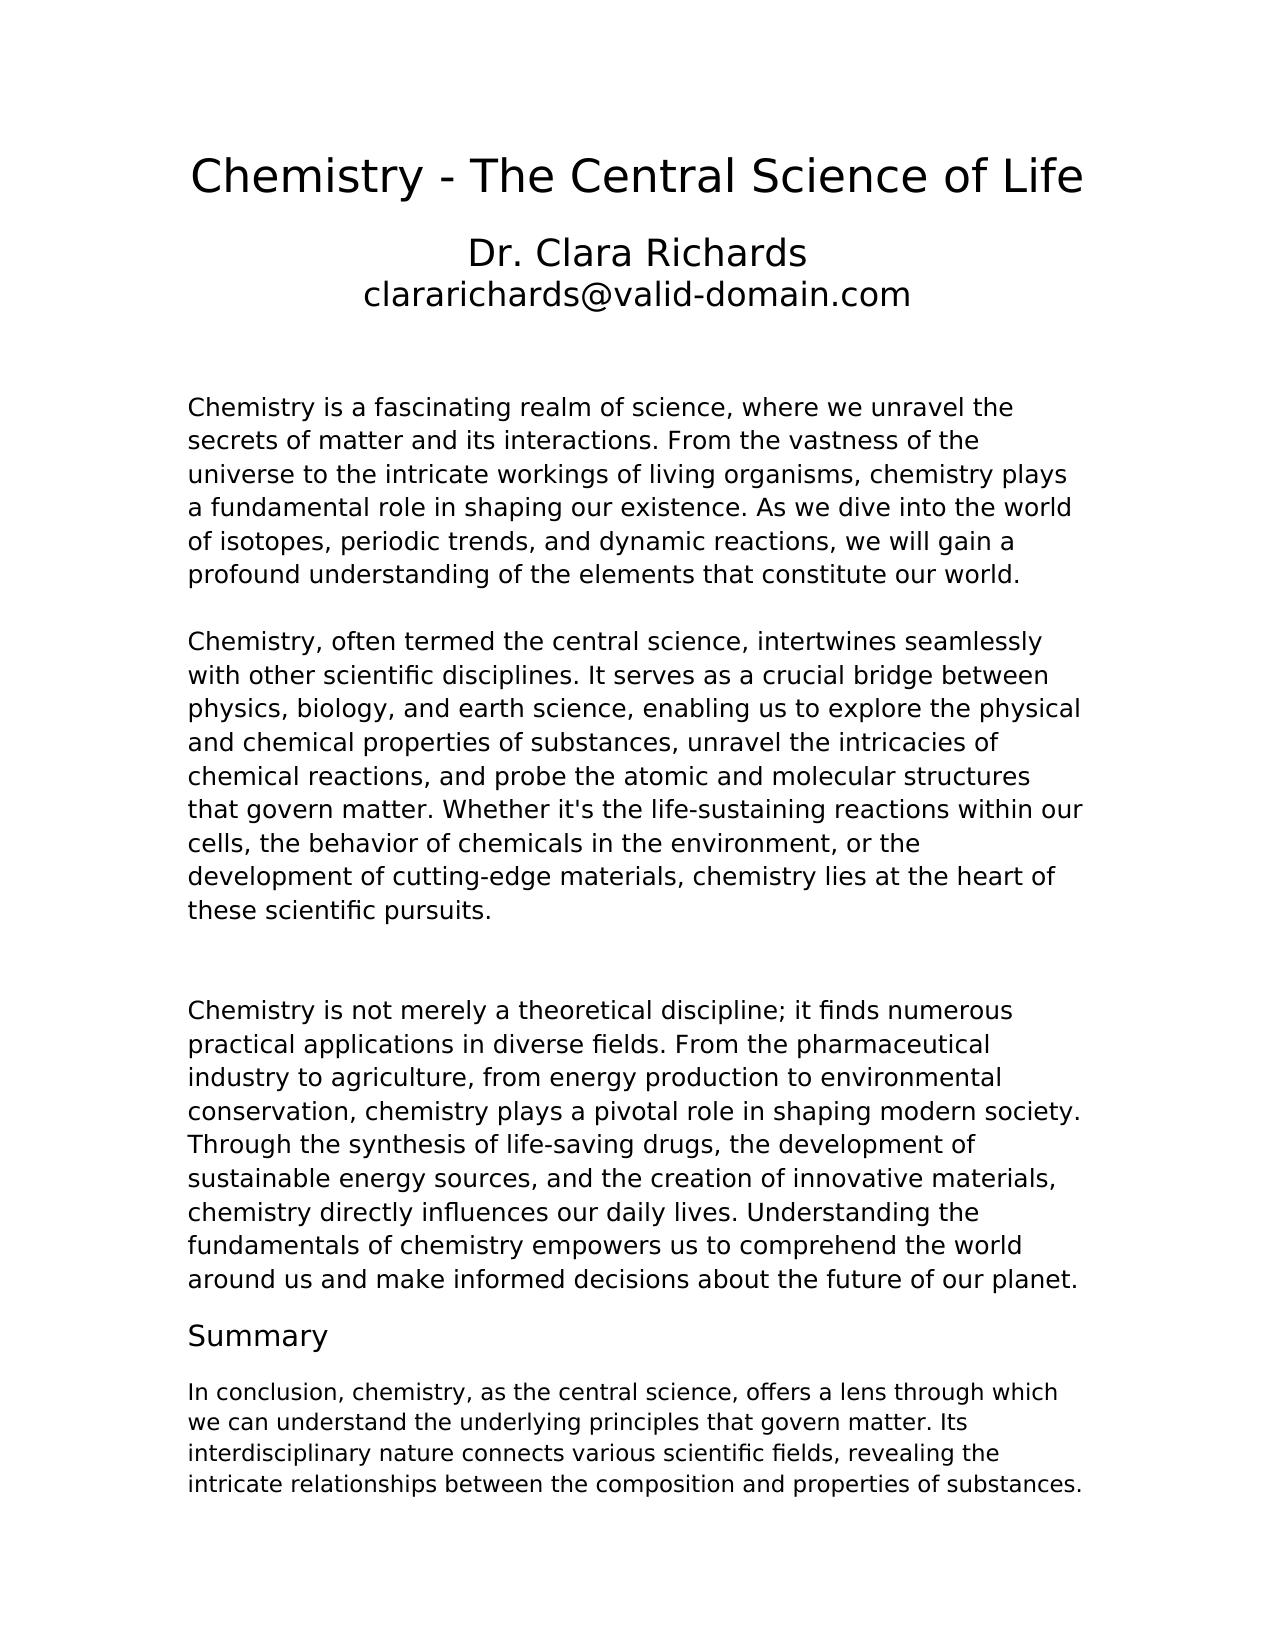 Chemistry - The Central Science of Life
Dr. Clara Richards
clararichards@valid-domain.com
Chemistry is a fascinating realm of science, where we unravel the
secrets of matter and its interactions. From the vastness of the
universe to the intricate workings of living organisms, chemistry plays
a fundamental role in shaping our existence. As we dive into the world
of isotopes, periodic trends, and dynamic reactions, we will gain a
profound understanding of the elements that constitute our world.
Chemistry, often termed the central science, intertwines seamlessly
with other scientific disciplines. It serves as a crucial bridge between
physics, biology, and earth science, enabling us to explore the physical
and chemical properties of substances, unravel the intricacies of
chemical reactions, and probe the atomic and molecular structures
that govern matter. Whether it's the life-sustaining reactions within our
cells, the behavior of chemicals in the environment, or the
development of cutting-edge materials, chemistry lies at the heart of
these scientific pursuits.
Chemistry is not merely a theoretical discipline; it finds numerous
practical applications in diverse fields. From the pharmaceutical
industry to agriculture, from energy production to environmental
conservation, chemistry plays a pivotal role in shaping modern society.
Through the synthesis of life-saving drugs, the development of
sustainable energy sources, and the creation of innovative materials,
chemistry directly influences our daily lives. Understanding the
fundamentals of chemistry empowers us to comprehend the world
around us and make informed decisions about the future of our planet.
Summary
In conclusion, chemistry, as the central science, offers a lens through which
we can understand the underlying principles that govern matter. Its
interdisciplinary nature connects various scientific fields, revealing the
intricate relationships between the composition and properties of substances.